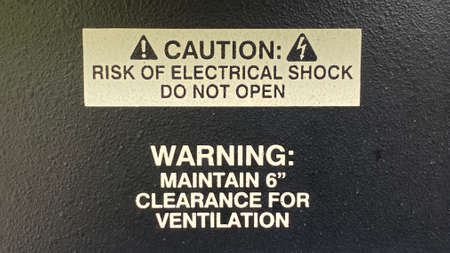 CAUTION:
RISK OF ELECTRICAL SHOCK
DO NOT OPEN
WARNING:
MAINTAIN 6”
CLEARANCE FOR
VENTILATION